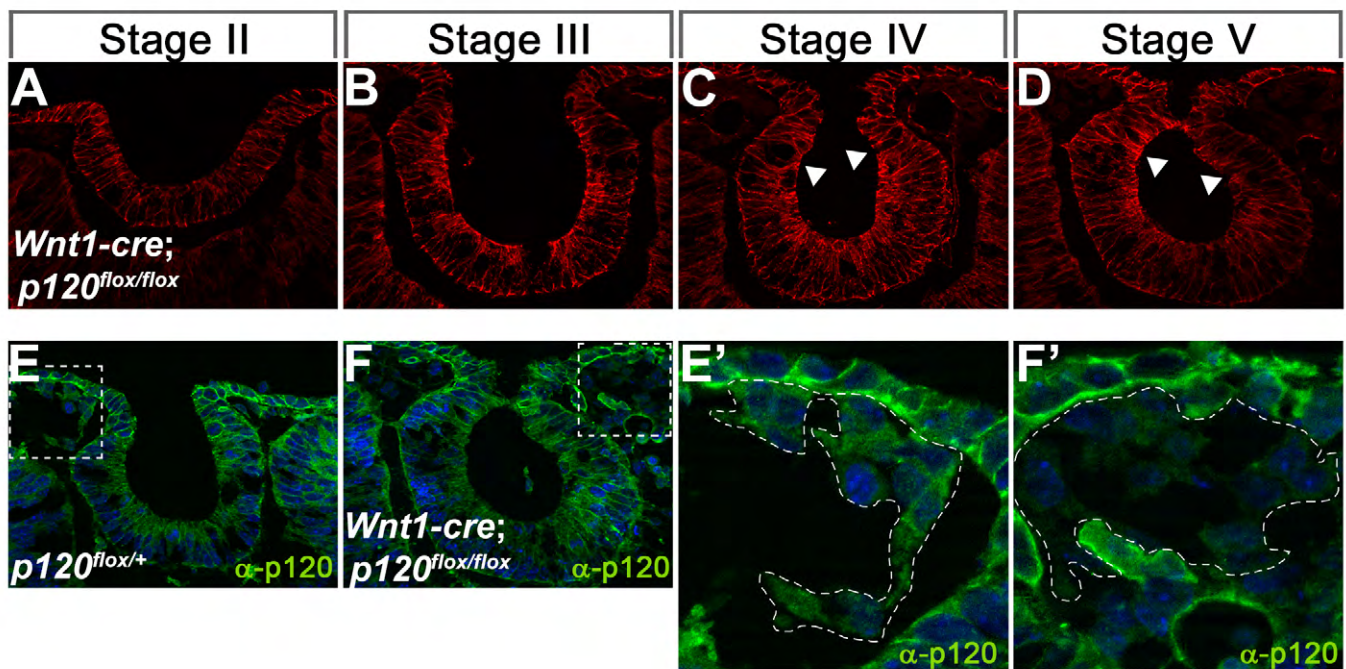 Stage II
Stage III
Stage IV
Stage V
A
B
C
D
Wnt1-cre;
p120flox/flox
E
F
E’
F’
p120flox/+
α-p120
Wnt1-cre;
p120flox/flox
α-p120
α-p120
α-p120